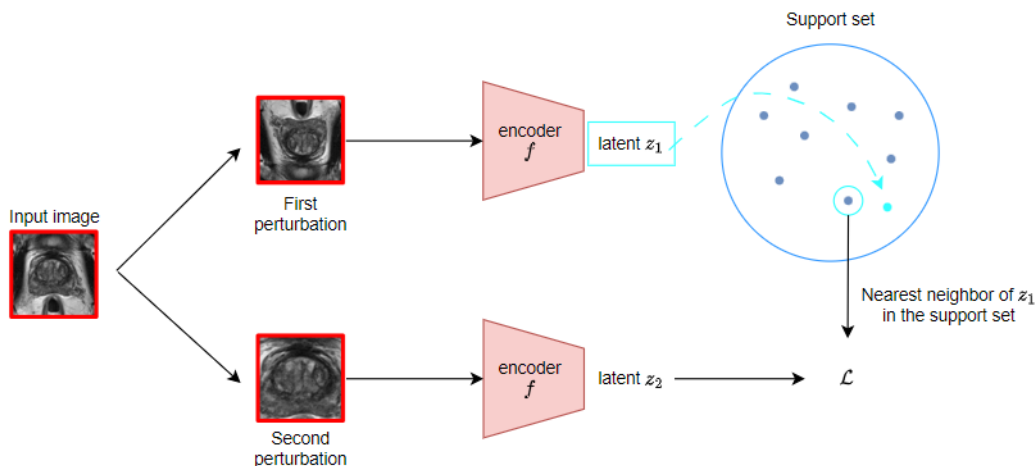 Support set
encoder
f
latent z₁
First
perturbation
Input image
Nearest neighbor of z₁
in the support set
encoder
f
latent z₂
ℒ
Second
perturbation